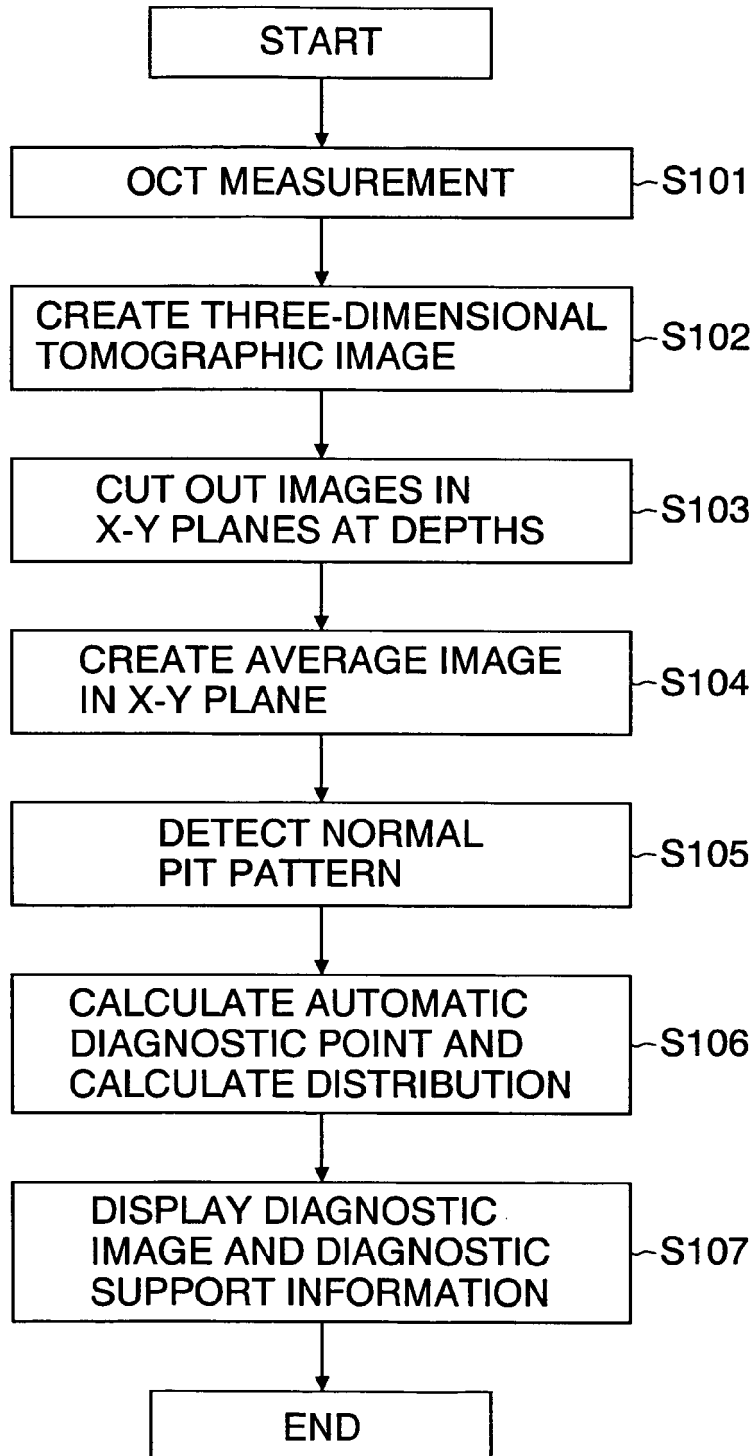 START
OCT MEASUREMENT
S101
CREATE THREE-DIMENSIONAL
TOMOGRAPHIC IMAGE
S102
CUT OUT IMAGES IN
X-Y PLANES AT DEPTHS
S103
CREATE AVERAGE IMAGE
IN X-Y PLANE
S104
DETECT NORMAL
PIT PATTERN
S105
CALCULATE AUTOMATIC
DIAGNOSTIC POINT AND
CALCULATE DISTRIBUTION
S106
DISPLAY DIAGNOSTIC
IMAGE AND DIAGNOSTIC
SUPPORT INFORMATION
S107
END